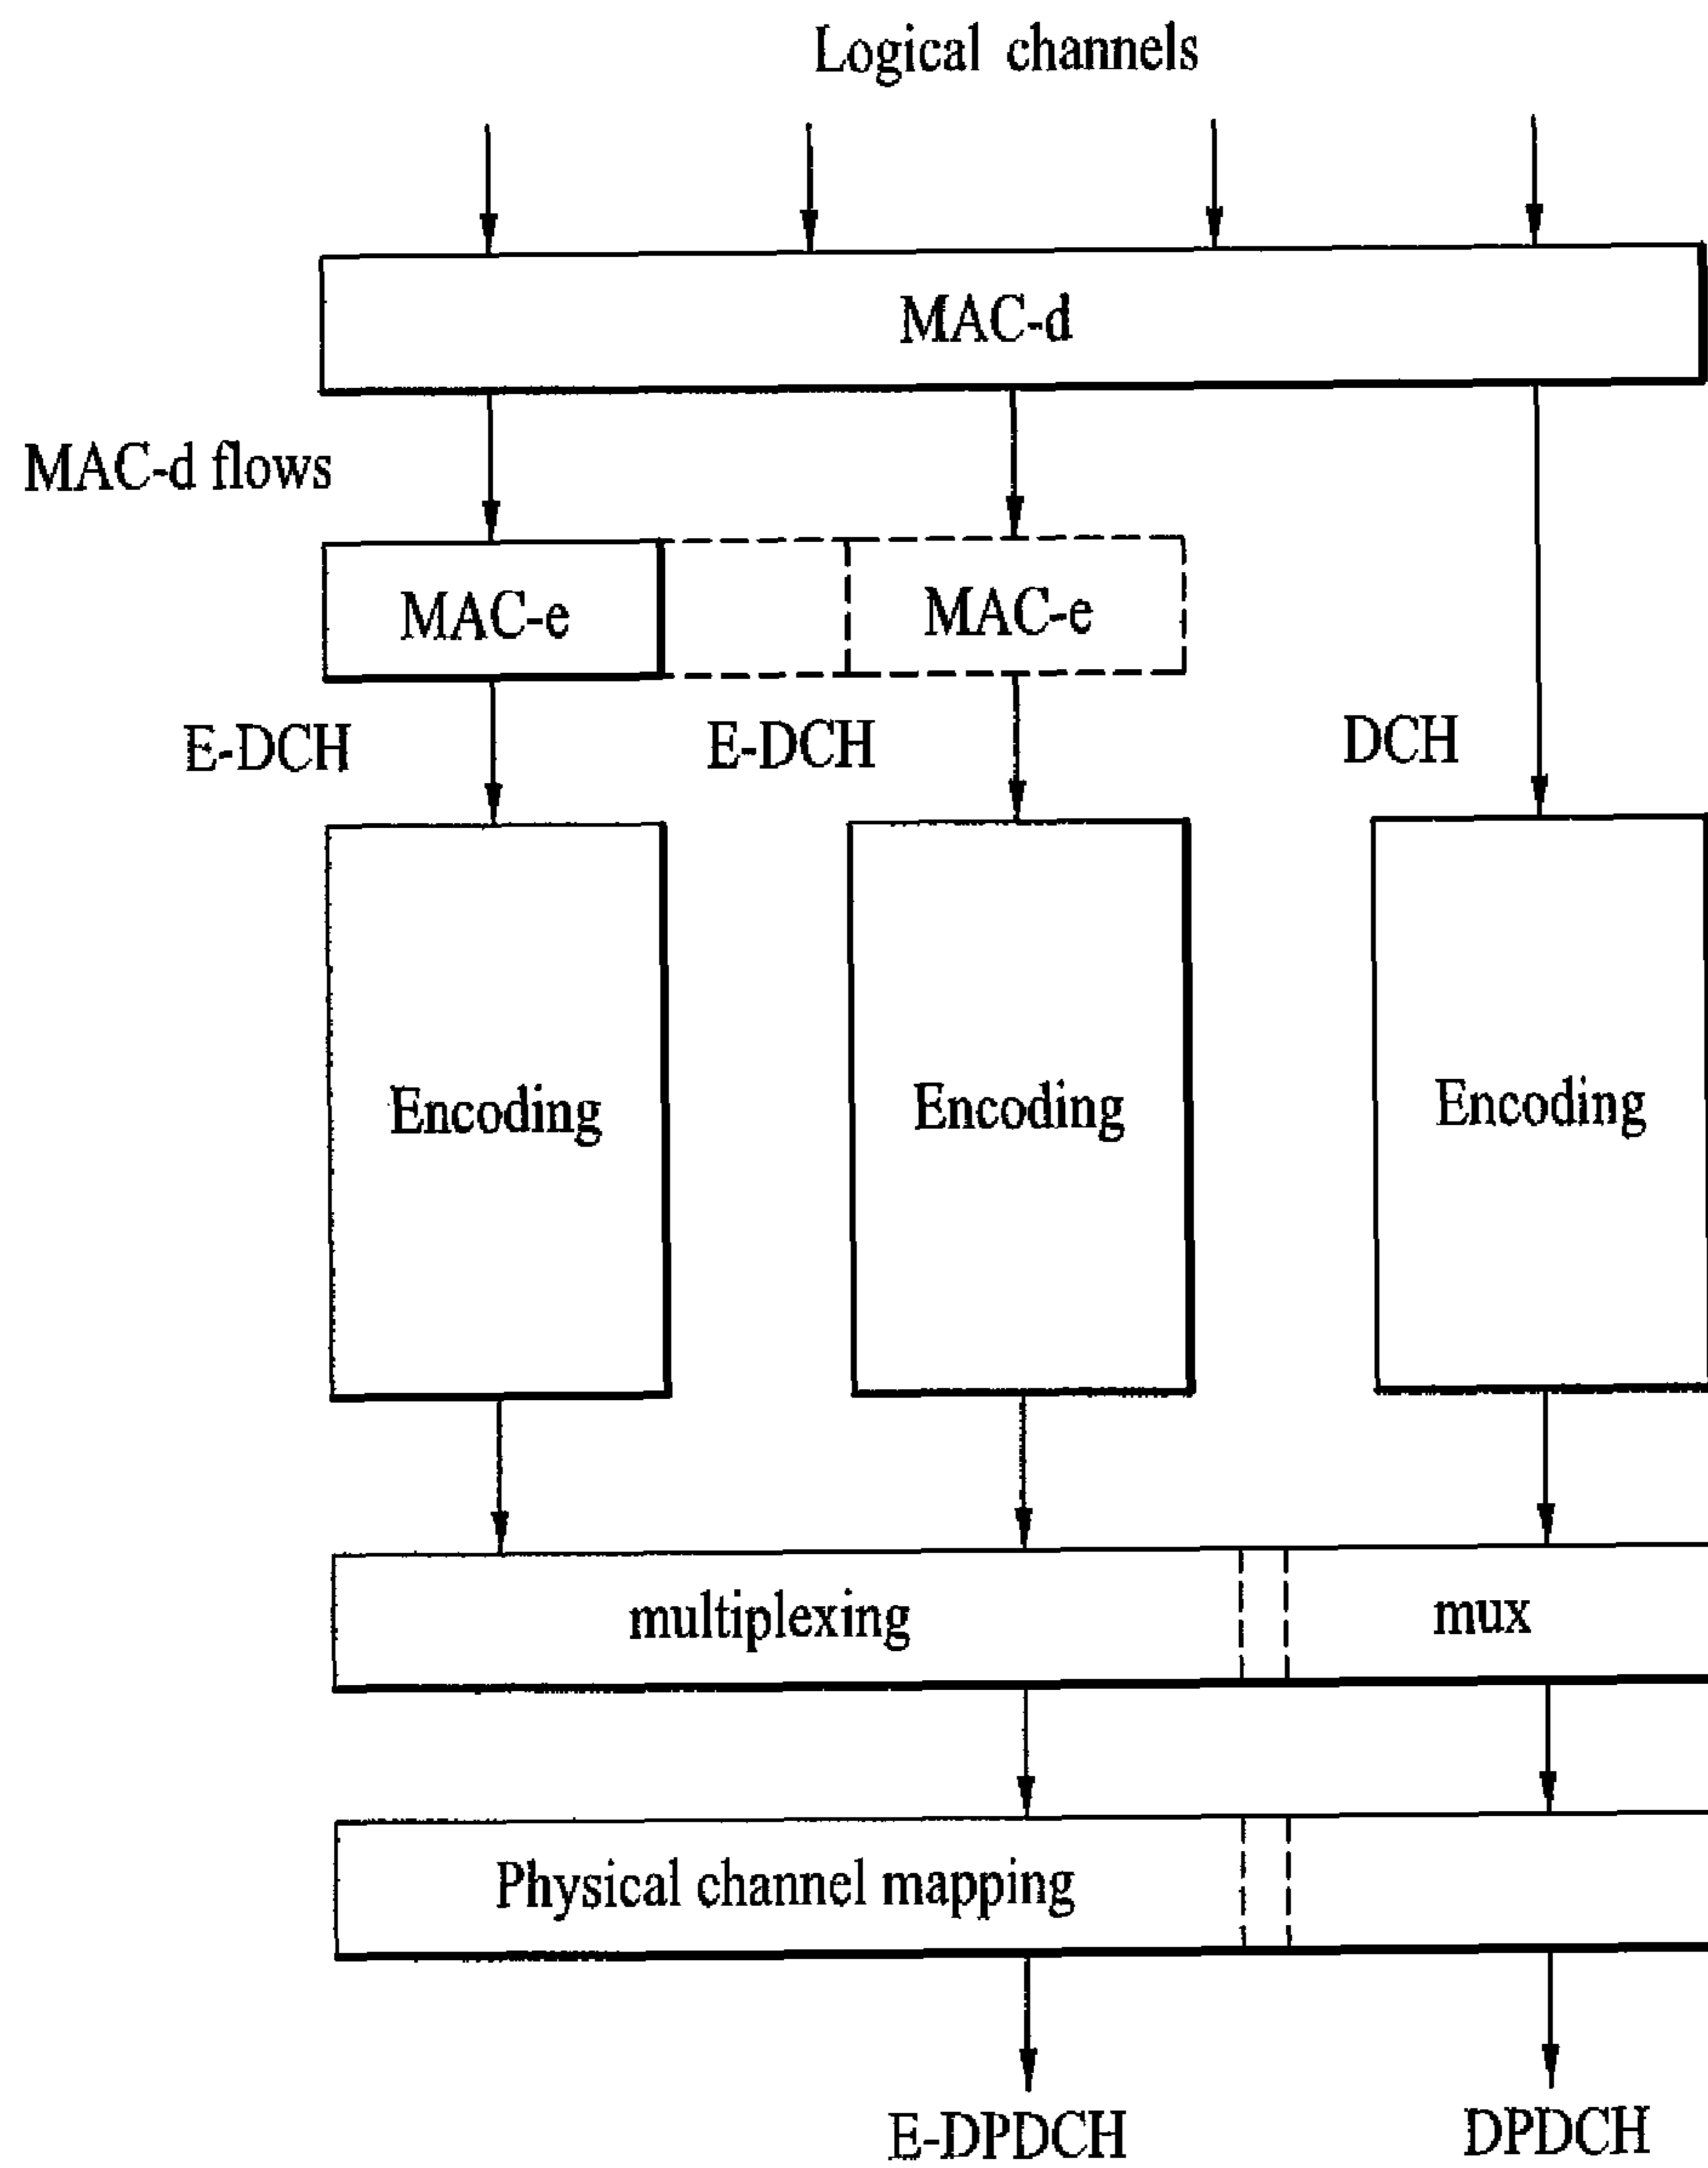 Logical channels
MAC-d
MAC-d flows
MAC-e
MAC-e
E-DCH
E-DCH
DCH
Encoding
Encoding
Encoding
multiplexing
mux
Physical channel mapping
E-DPDCH
DPDCH